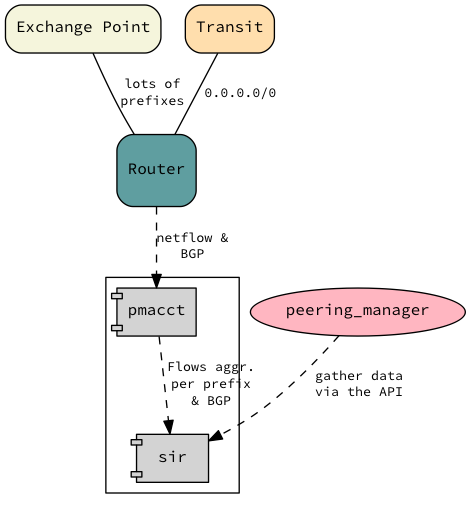 Exchange Point
Transit
lots of
prefixes
0.0.0.0/0
Router
netflow &
BGP
pmacct
peering_manager
Flows aggr.
per prefix
& BGP
gather data
via the API
sir